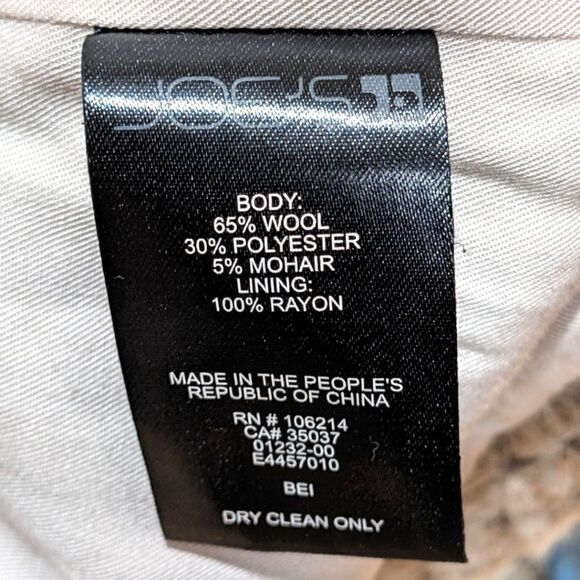 JOE'S
BODY:
65% WOOL
30% POLYESTER
5% MOHAIR
LINING:
100% RAYON
MADE IN THE PEOPLE'S
REPUBLIC OF CHINA
RN # 106214
CA# 35037
01232-00
E4457010
BEI
DRY CLEAN ONLY